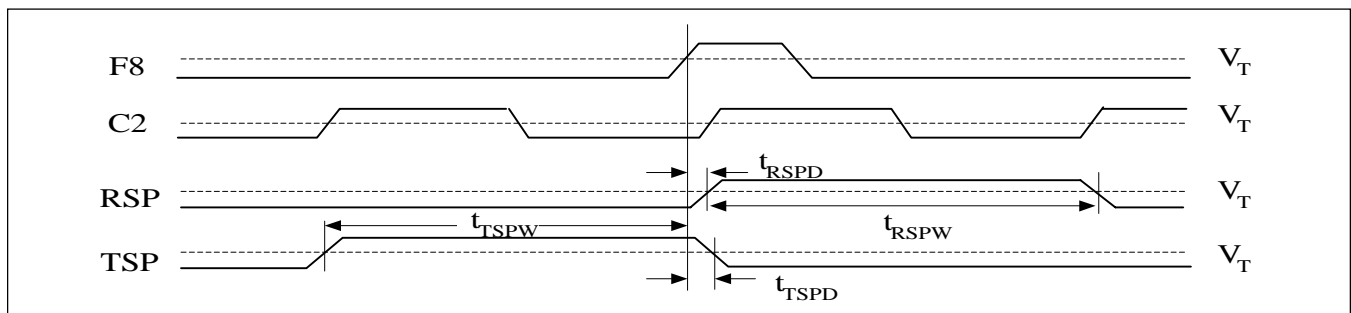 F8 V_T
C2 V_T
t_RSPD
RSP V_T
t_TSPW t_RSPW
TSP V_T
t_TSPD